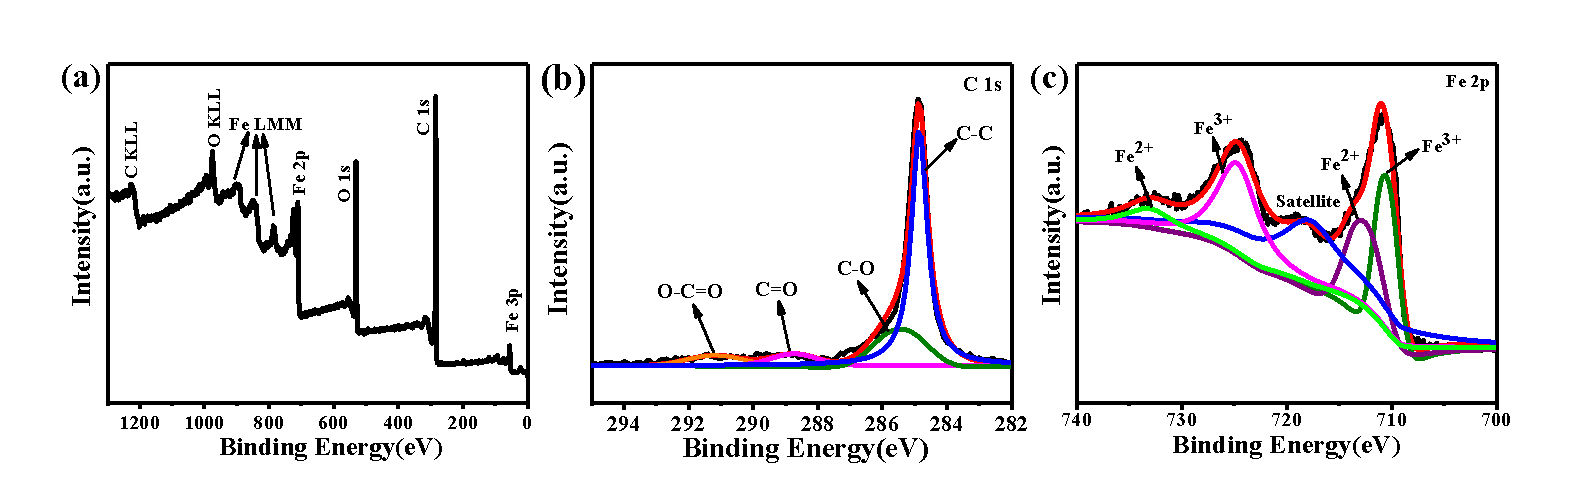 (a)
C KLL
O KLL
Fe LMM
Fe 2p
O 1s
C 1s
Fe 3p
Intensity(a.u.)
1200 1000 800 600 400 200 0
Binding Energy(eV)
(b)
C 1s
C-C
C-O
C=O
O-C=O
Intensity(a.u.)
294 292 290 288 286 284 282
Binding Energy(eV)
(c)
Fe 2p
Fe2+
Fe3+
Satellite
Fe2+
Fe3+
Intensity(a.u.)
740 730 720 710 700
Binding Energy(eV)